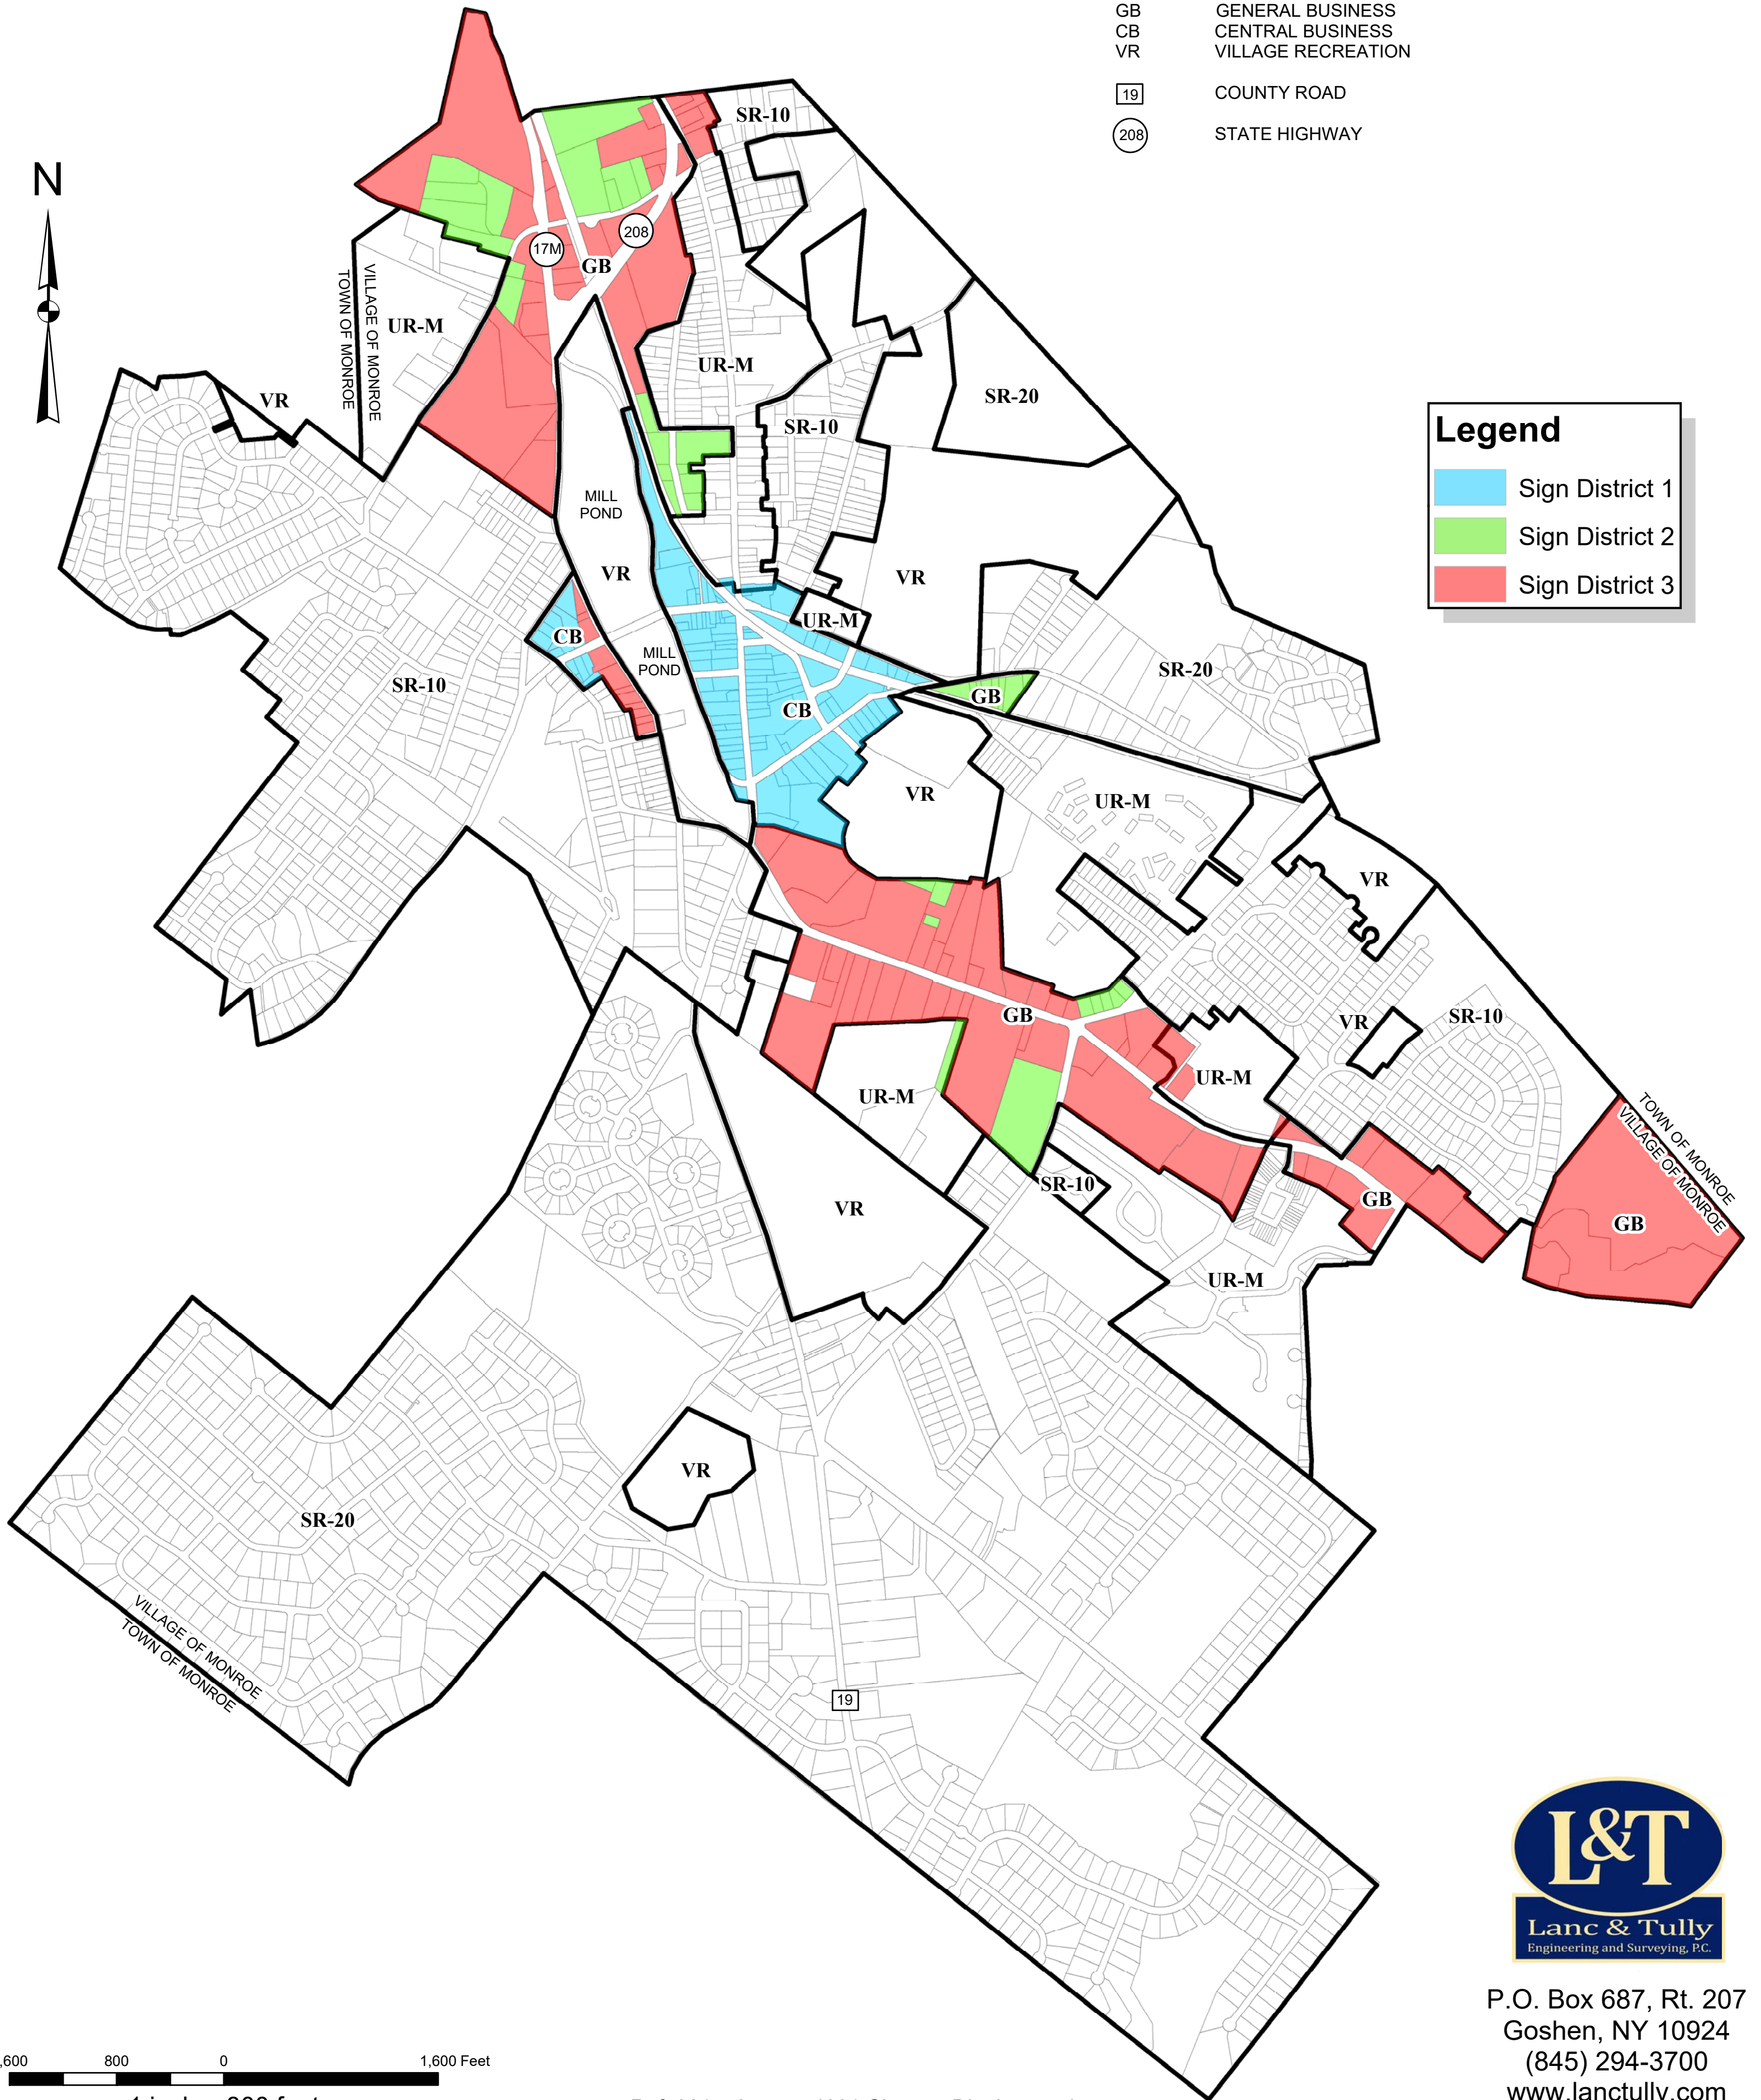 GB GENERAL BUSINESS
CB CENTRAL BUSINESS
VR VILLAGE RECREATION
19 COUNTY ROAD
208 STATE HIGHWAY
N
SR-10
208
17M
GB
VILLAGE OF MONROE
TOWN OF MONROE
UR-M
UR-M
VR
SR-20
SR-10
Legend
Sign District 1
Sign District 2
Sign District 3
MILL
POND
VR
VR
UR-M
CB
MILL
POND
SR-20
SR-10
GB
CB
VR
UR-M
VR
GB
VR
SR-10
UR-M
UR-M
TOWN OF MONROE
VILLAGE OF MONROE
SR-10
GB
VR
GB
UR-M
VR
SR-20
VILLAGE OF MONROE
TOWN OF MONROE
19
L&T
Lanc & Tully
Engineering and Surveying, P.C.
P.O. Box 687, Rt. 207
Goshen, NY 10924
(845) 294-3700
www.lanctully.com
,600 800 0 1,600 Feet